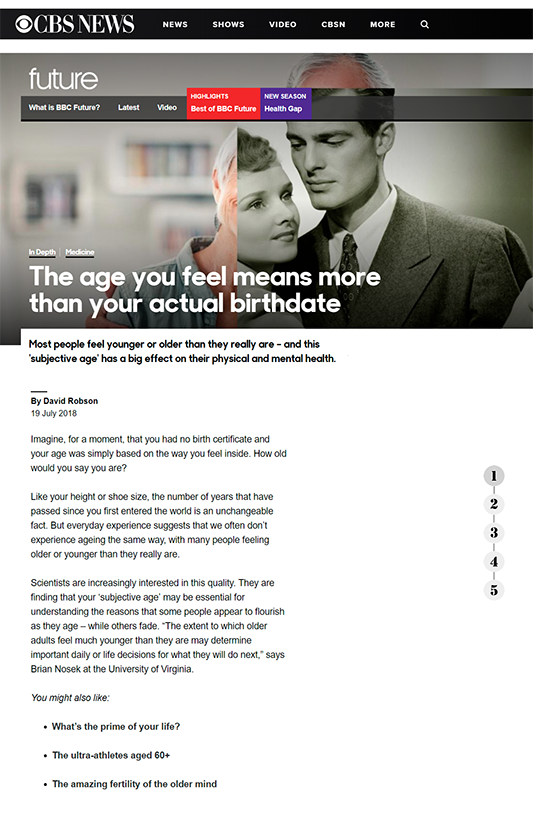 CBS NEWS NEWS SHOWS VIDEO CBSN MORE
future
What is BBC Future? Latest Video
HIGHLIGHTS
Best of BBC Future
NEW SEASON
Health Gap
In Depth | Medicine
The age you feel means more
than your actual birthdate
Most people feel younger or older than they really are – and this
'subjective age' has a big effect on their physical and mental health.
By David Robson
19 July 2018
Imagine, for a moment, that you had no birth certificate and
your age was simply based on the way you feel inside. How old
would you say you are?
Like your height or shoe size, the number of years that have
passed since you first entered the world is an unchangeable
fact. But everyday experience suggests that we often don't
experience ageing the same way, with many people feeling
older or younger than they really are.
Scientists are increasingly interested in this quality. They are
finding that your 'subjective age' may be essential for
understanding the reasons that some people appear to flourish
as they age – while others fade. "The extent to which older
adults feel much younger than they are may determine
important daily or life decisions for what they will do next," says
Brian Nosek at the University of Virginia.
You might also like:
• What's the prime of your life?
• The ultra-athletes aged 60+
• The amazing fertility of the older mind
1
2
3
4
5